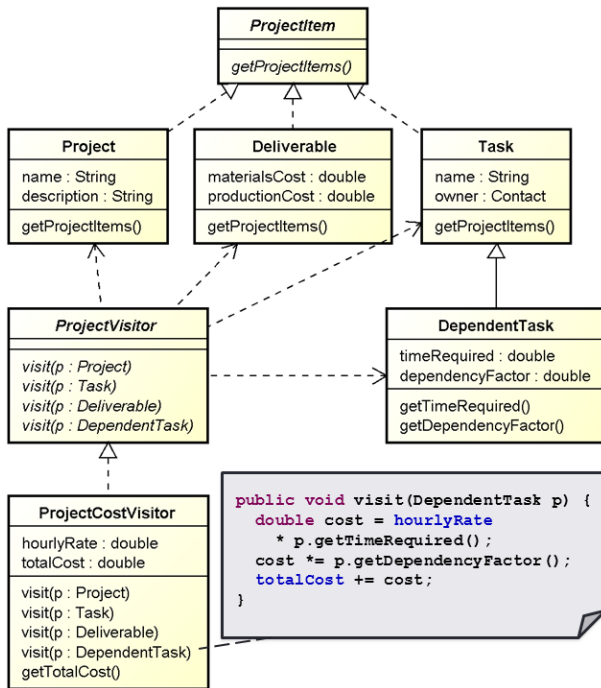 ProjectItem
getProjectItems()
Project
name : String
description : String
getProjectItems()
Deliverable
materialsCost : double
productionCost : double
getProjectItems()
Task
name : String
owner : Contact
getProjectItems()
ProjectVisitor
visit(p : Project)
visit(p : Task)
visit(p : Deliverable)
visit(p : DependentTask)
DependentTask
timeRequired : double
dependencyFactor : double
getTimeRequired()
getDependencyFactor()
ProjectCostVisitor
hourlyRate : double
totalCost : double
visit(p : Project)
visit(p : Task)
visit(p : Deliverable)
visit(p : DependentTask)
getTotalCost()
public void visit(DependentTask p) {
double cost = hourlyRate
* p.getTimeRequired();
cost *= p.getDependencyFactor();
totalCost += cost;
}